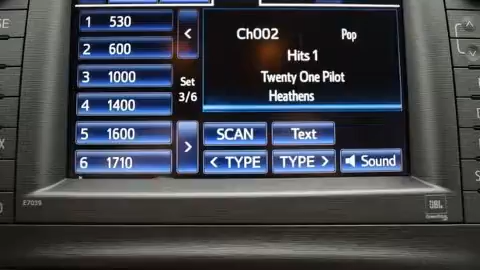 1 530
2 600
3 1000
4 1400
5 1600
6 1710
<
Set
3/6
>
Ch002 Pop
Hits 1
Twenty One Pilot
Heathens
SCAN Text
< TYPE TYPE > Sound
E7039
JBL